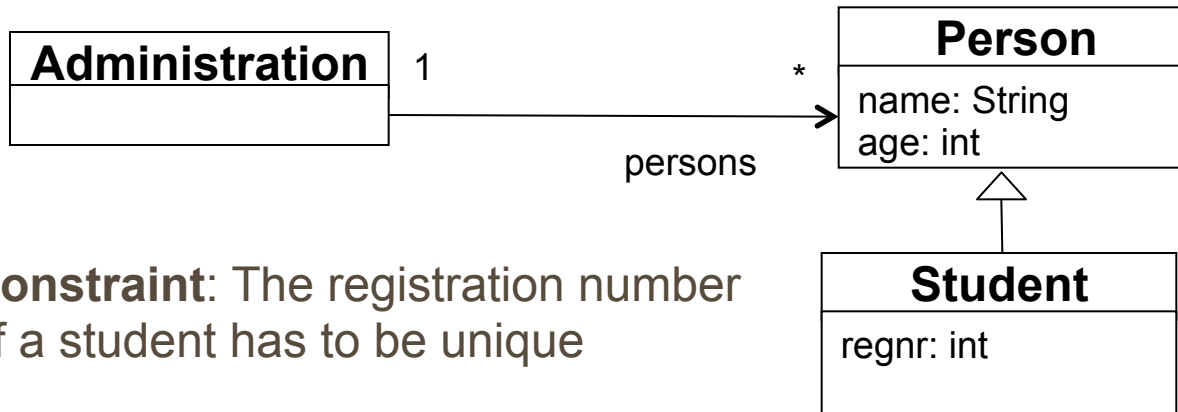 Administration
1
*
persons
Person
name: String
age: int
onstraint: The registration number
f a student has to be unique
Student
regnr: int